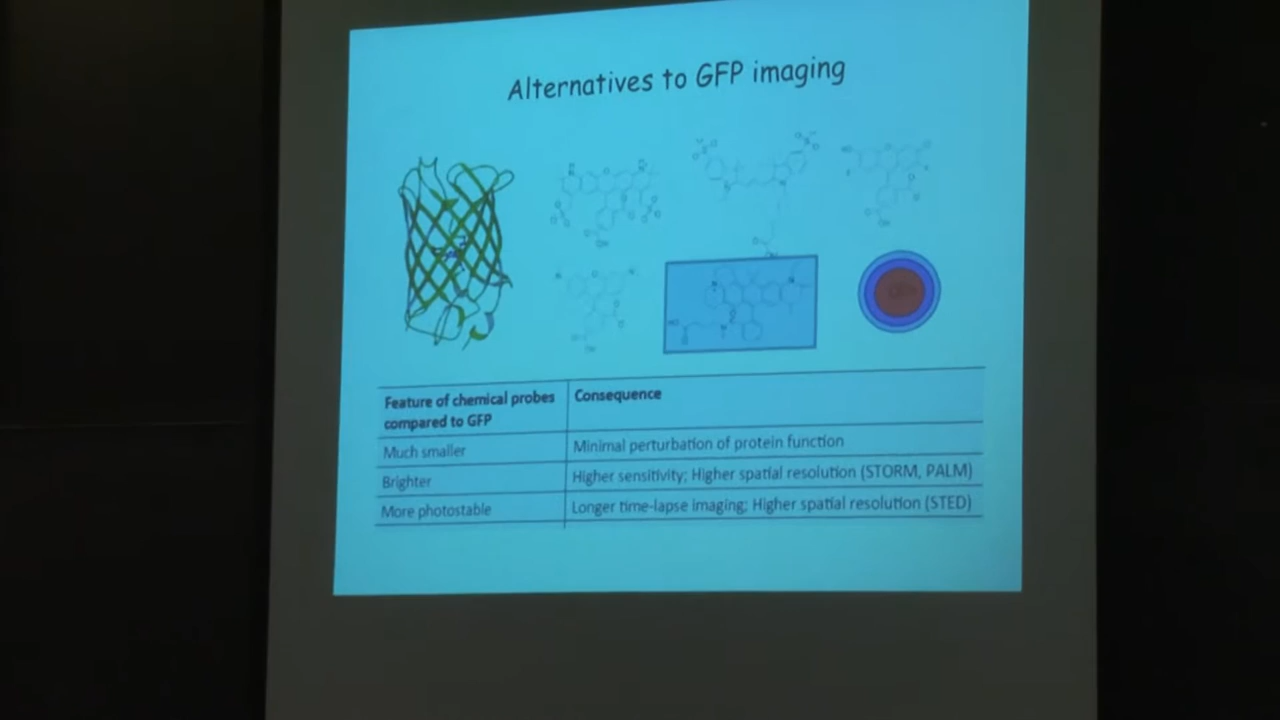 Alternatives to GFP imaging
Feature of chemical probes
compared to GFP
Consequence
Much smaller
Minimal perturbation of protein function
Brighter
Higher sensitivity; Higher spatial resolution (STORM, PALM)
More photostable
Longer time-lapse imaging; Higher spatial resolution (STED)